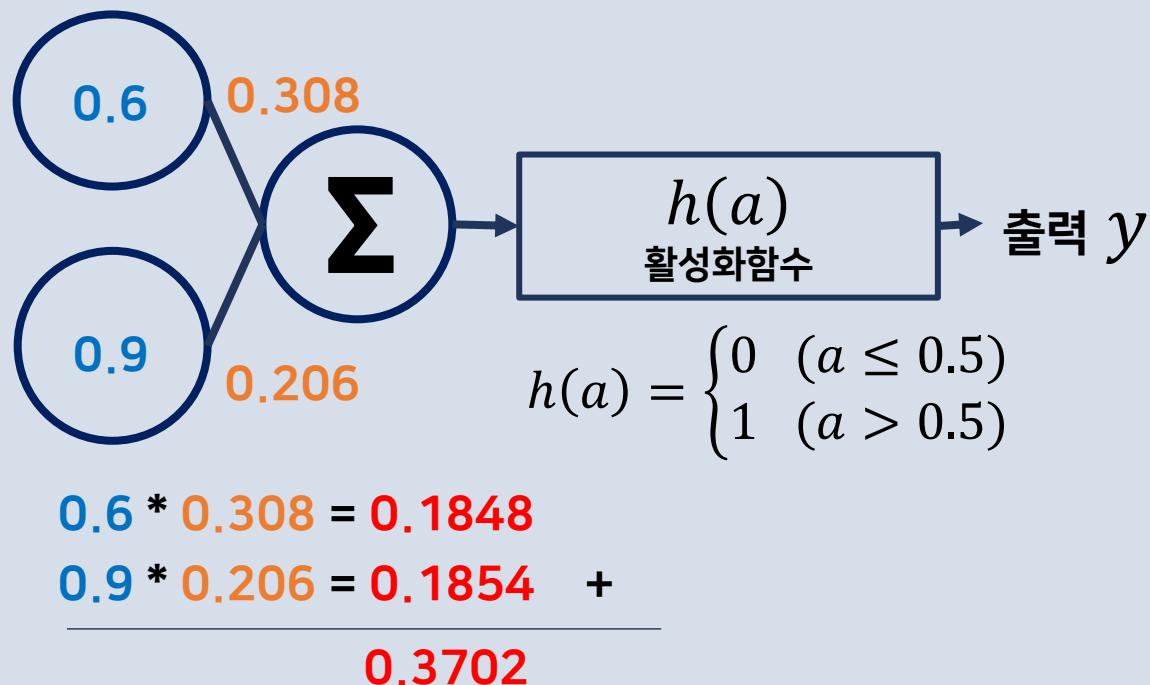 0.6
0.308
Σ
h(a)
활성화함수
출력 y
0.9
0.206
h(a) = { 0 (a ≤ 0.5)
1 (a > 0.5)
0.6 * 0.308 = 0.1848
0.9 * 0.206 = 0.1854 +
0.3702